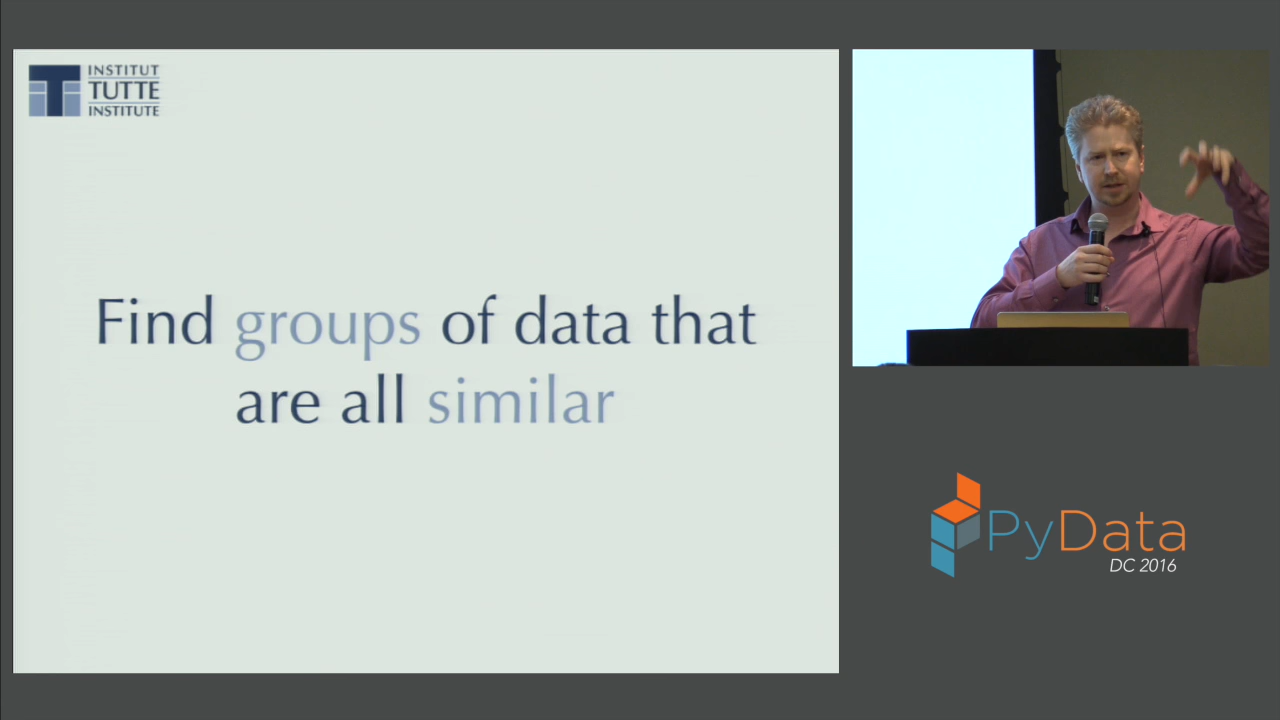 INSTITUT
TUTTE
INSTITUTE
Find groups of data that
are all similar
PyData
DC 2016